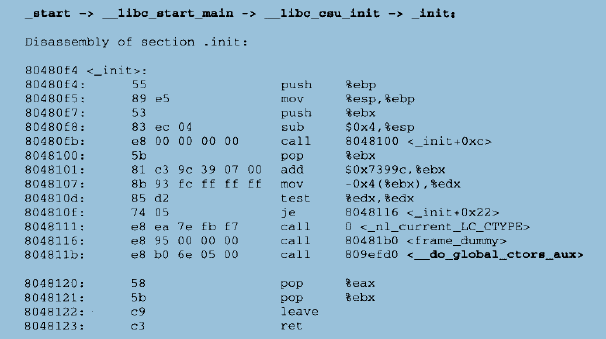 _start -> __libc_start_main -> __libc_csu_init -> _init;
Disassembly of section .init:
80480f4 <_init>:
80480f4: 55 push %ebp
80480f5: 89 e5 mov %esp,%ebp
80480f7: 53 push %ebx
80480f8: 83 ec 04 sub $0x4,%esp
80480fb: e8 00 00 00 00 call 8048100 <_init+0xc>
8048100: 5b pop %ebx
8048101: 81 c3 9c 39 07 00 add $0x7399c,%ebx
8048107: 8b 93 fc ff ff ff mov -0x4(%ebx),%edx
804810d: 85 d2 test %edx,%edx
804810f: 74 05 je 8048116 <_init+0x22>
8048111: e8 ea 7e fb f7 call 0 <_nl_current_LC_CTYPE>
8048116: e8 95 00 00 00 call 80481b0 <frame_dummy>
804811b: e8 b0 6e 05 00 call 809efd0 <__do_global_ctors_aux>
8048120: 58 pop %eax
8048121: 5b pop %ebx
8048122: c9 leave
8048123: c3 ret